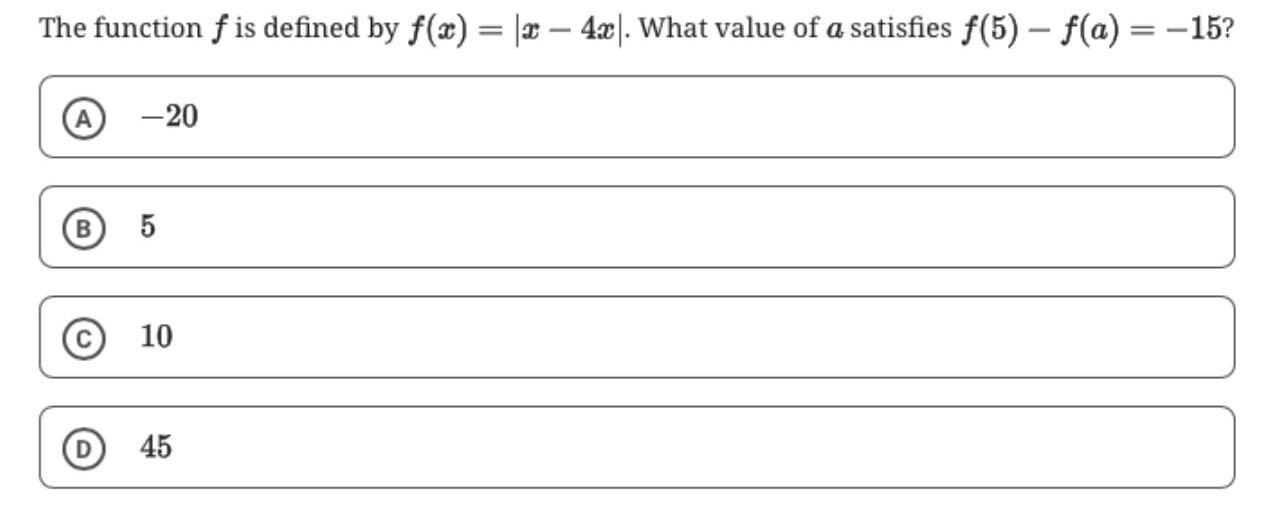 The function f is defined by f(x) = |x − 4x|. What value of a satisfies f(5) − f(a) = −15?
A −20
B 5
C 10
D 45